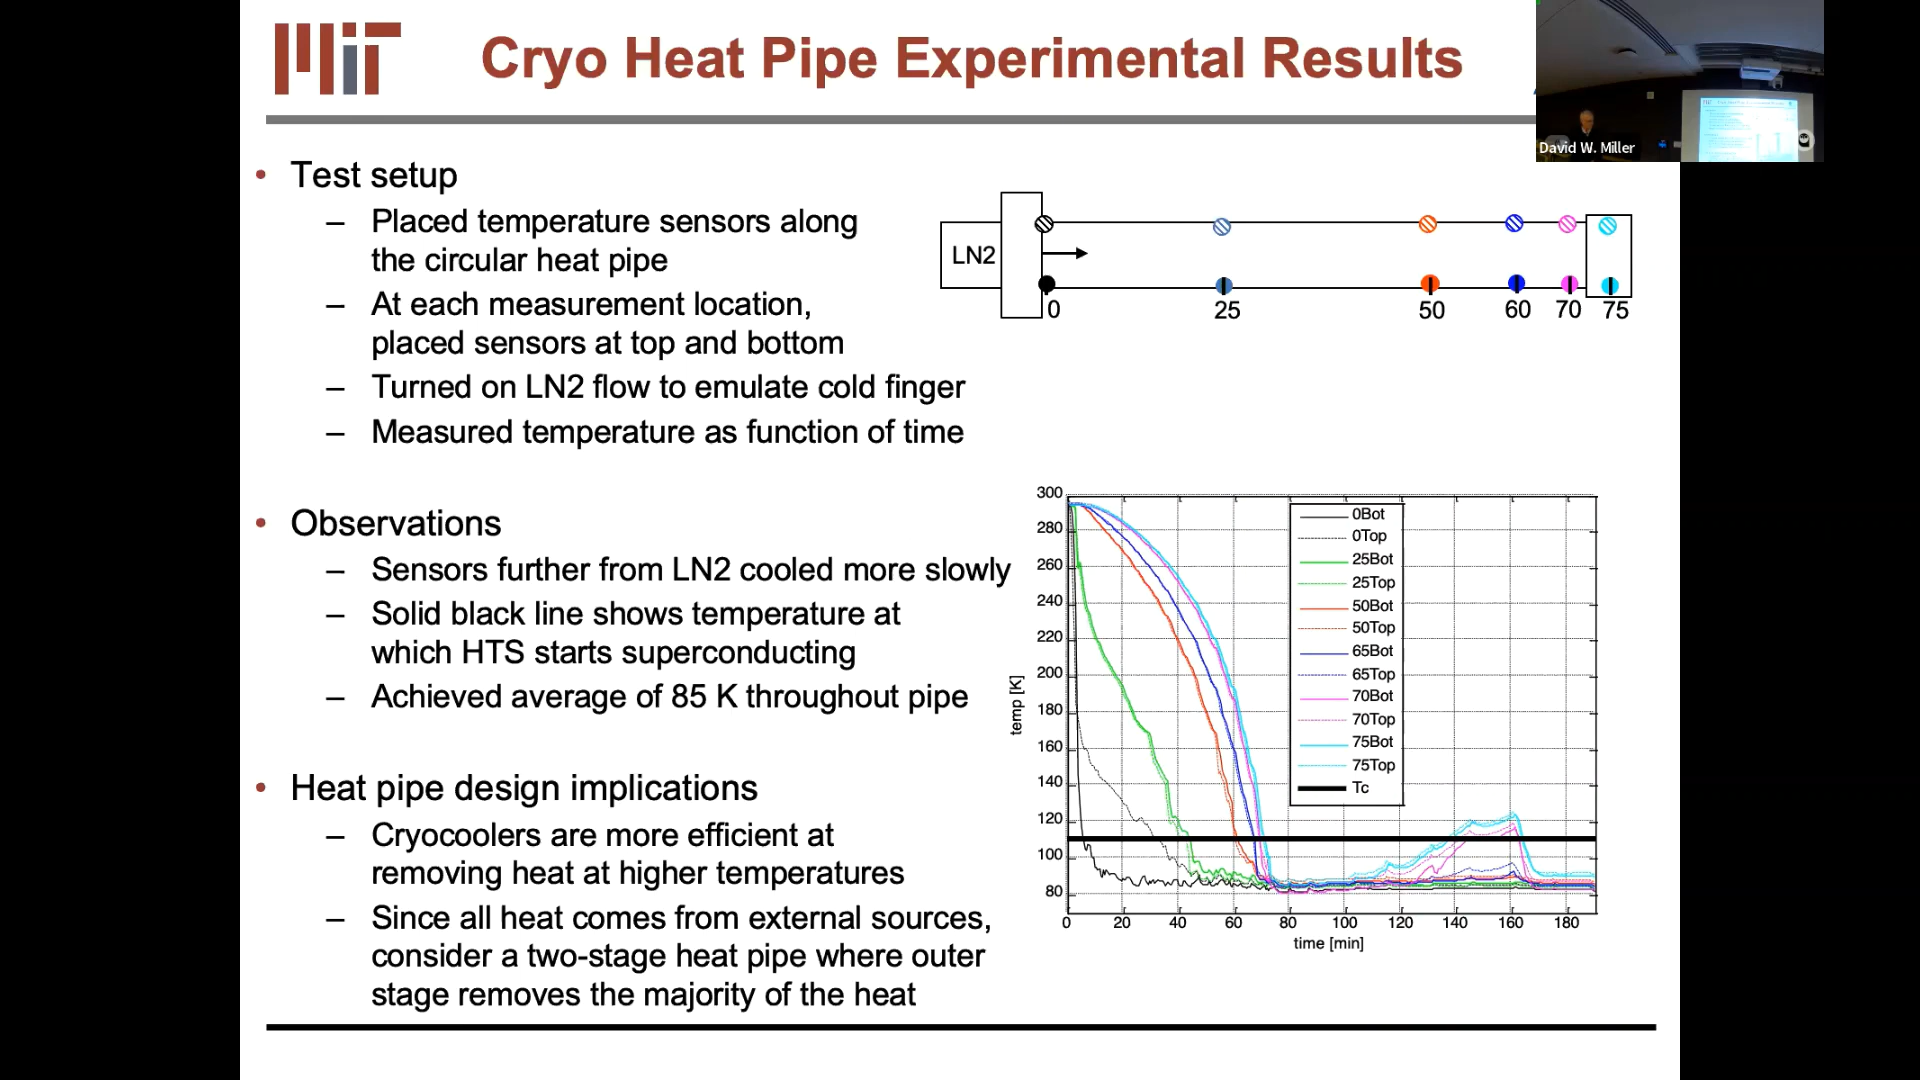 MIT
Cryo Heat Pipe Experimental Results
David W. Miller
• Test setup
– Placed temperature sensors along
the circular heat pipe
– At each measurement location,
placed sensors at top and bottom
– Turned on LN2 flow to emulate cold finger
– Measured temperature as function of time
LN2
0 25 50 60 70 75
• Observations
– Sensors further from LN2 cooled more slowly
– Solid black line shows temperature at
which HTS starts superconducting
– Achieved average of 85 K throughout pipe
• Heat pipe design implications
– Cryocoolers are more efficient at
removing heat at higher temperatures
– Since all heat comes from external sources,
consider a two-stage heat pipe where outer
stage removes the majority of the heat
300
280
260
240
220
200
180
160
140
120
100
80
temp [K]
0Bot
0Top
25Bot
25Top
50Bot
50Top
65Bot
65Top
70Bot
70Top
75Bot
75Top
Tc
0 20 40 60 80 100 120 140 160 180
time [min]